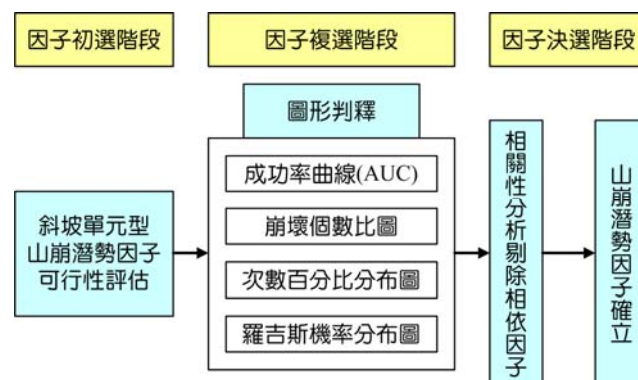 因子初選階段
因子複選階段
因子決選階段
圖形判釋
斜坡單元型
山崩潛勢因子
可行性評估
成功率曲線(AUC)
崩壞個數比圖
次數百分比分布圖
羅吉斯機率分布圖
相關性分析剔除相依因子
山崩潛勢因子確立